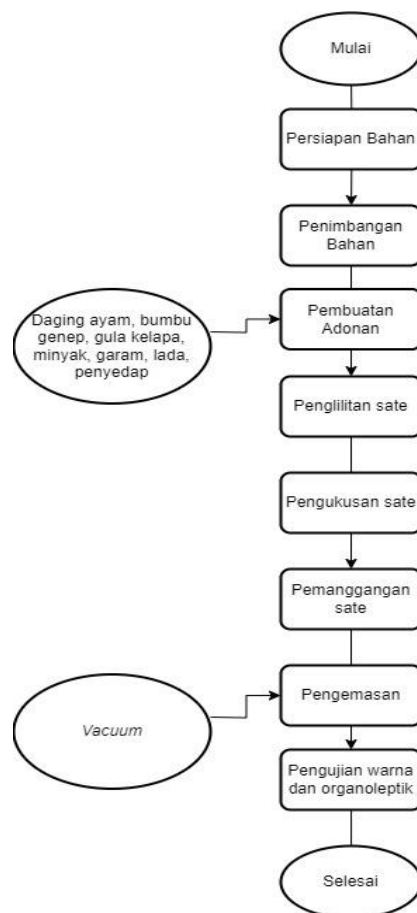 Mulai
Persiapan Bahan
Penimbangan
Bahan
Daging ayam, bumbu
genep, gula kelapa,
minyak, garam, lada,
penyedap
Pembuatan
Adonan
Penglilitan sate
Pengukusan sate
Pemanggangan
sate
Vacuum
Pengemasan
Pengujian warna
dan organoleptik
Selesai